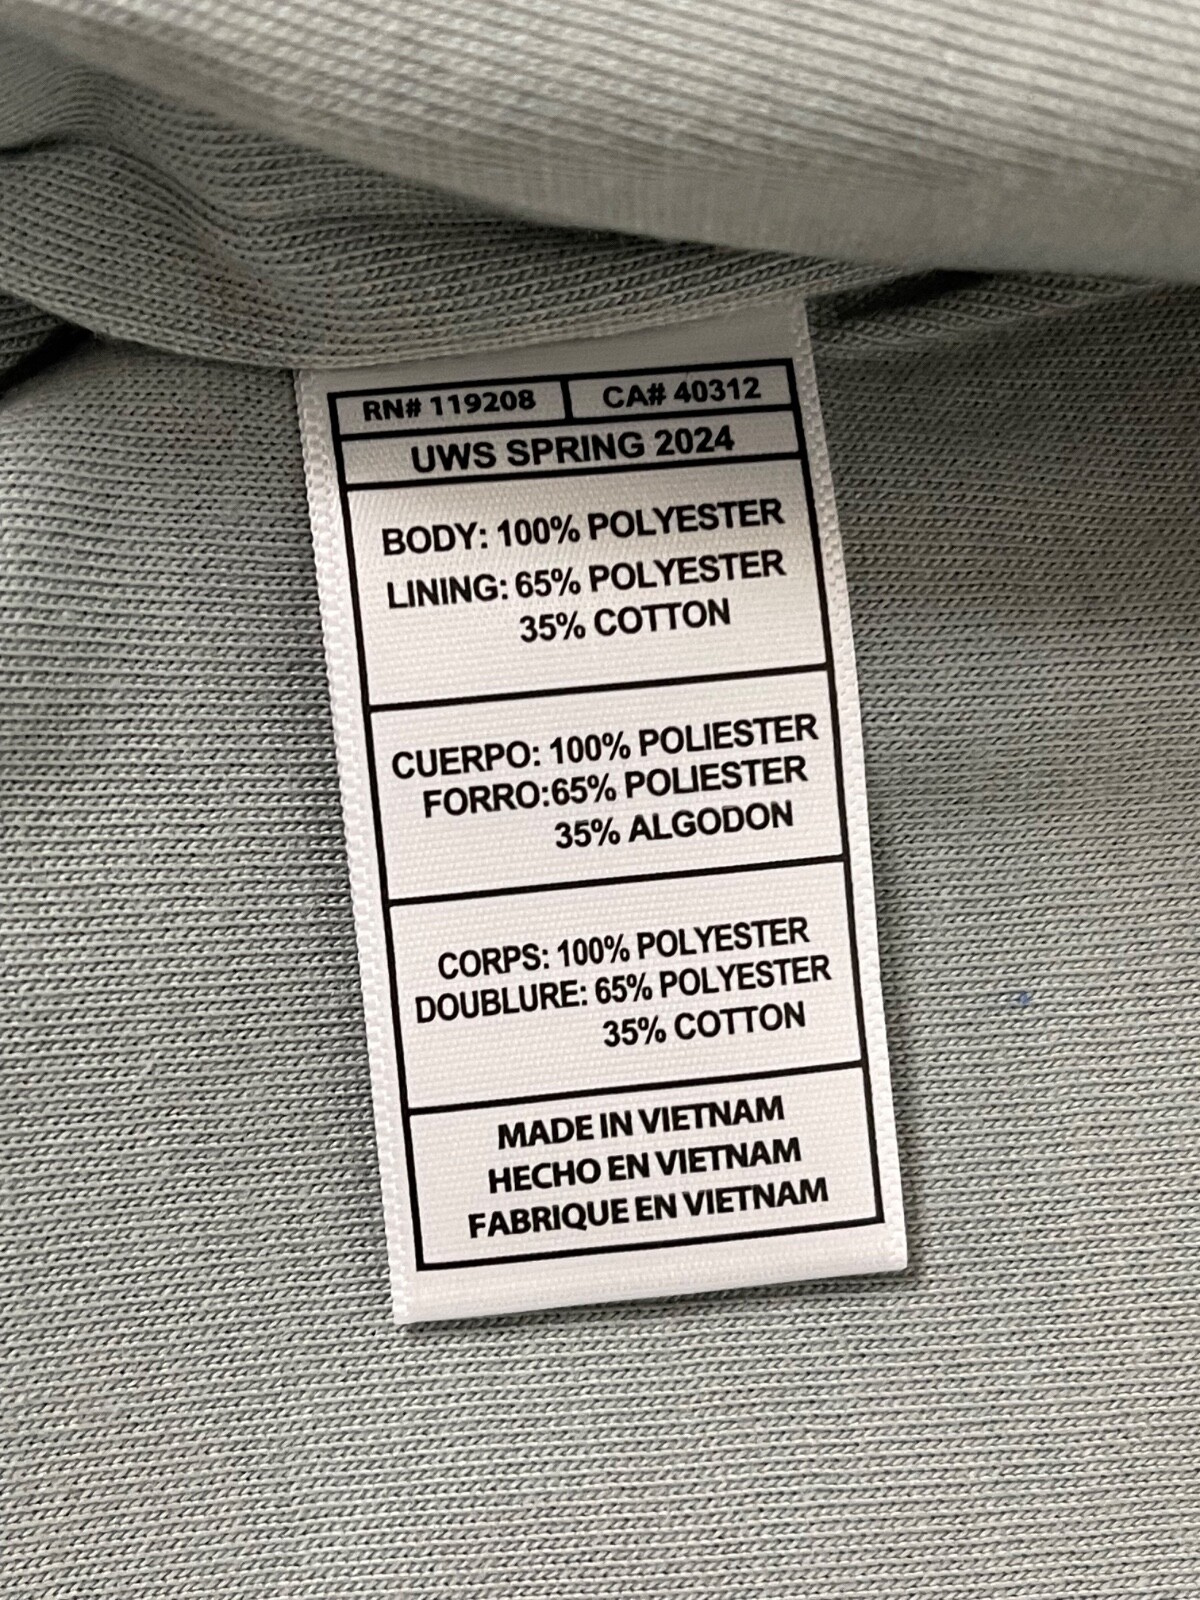 RN# 119208 CA# 40312
UWS SPRING 2024
BODY: 100% POLYESTER
LINING: 65% POLYESTER
35% COTTON
CUERPO: 100% POLIESTER
FORRO:65% POLIESTER
35% ALGODON
CORPS: 100% POLYESTER
DOUBLURE: 65% POLYESTER
35% COTTON
MADE IN VIETNAM
HECHO EN VIETNAM
FABRIQUE EN VIETNAM